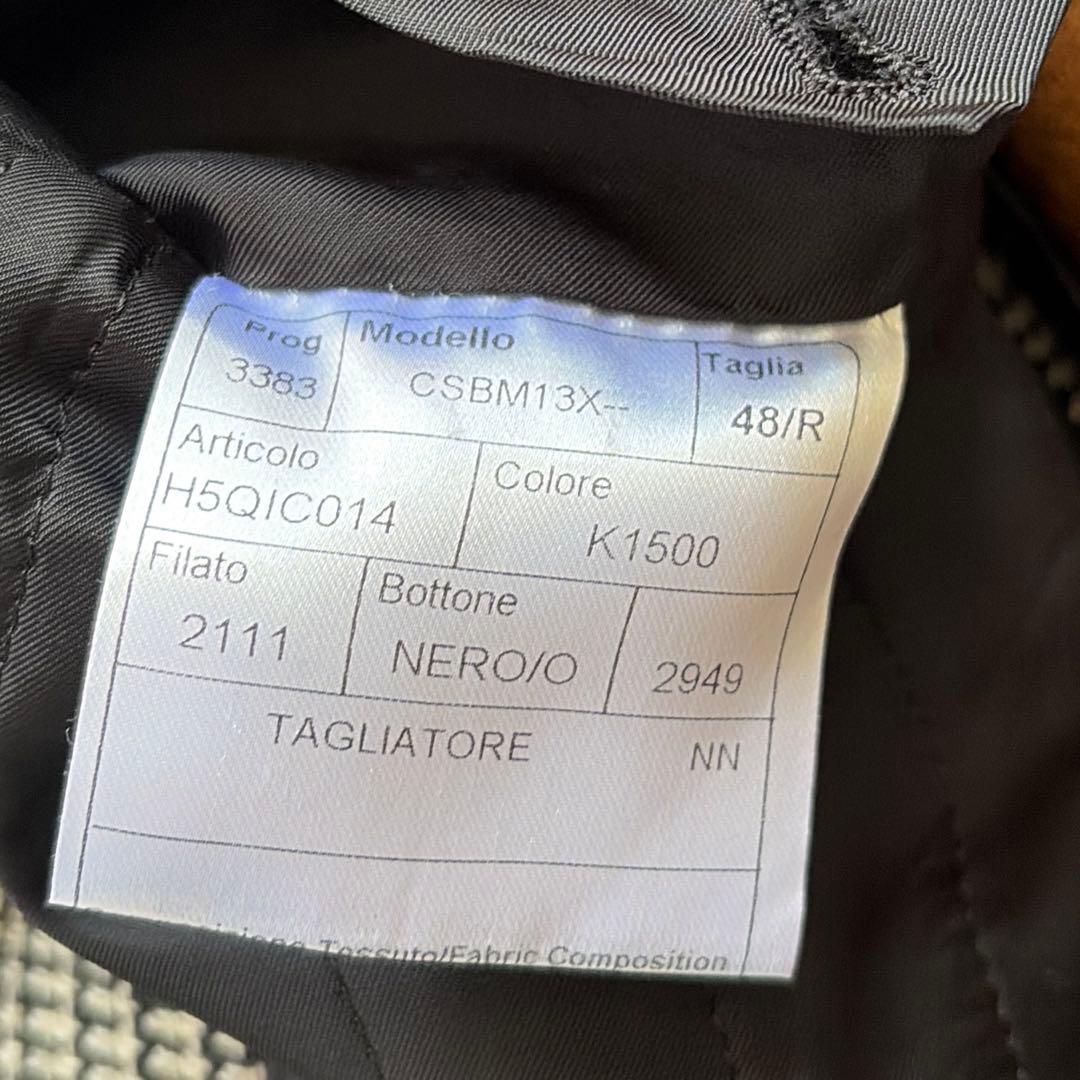 Prog Modello Taglia
3383 CSBM13X-- 48/R
Articolo Colore
H5QIC014 K1500
Filato Bottone
2111 NERO/O 2949
TAGLIATORE NN
Tessuto/Fabric Composition